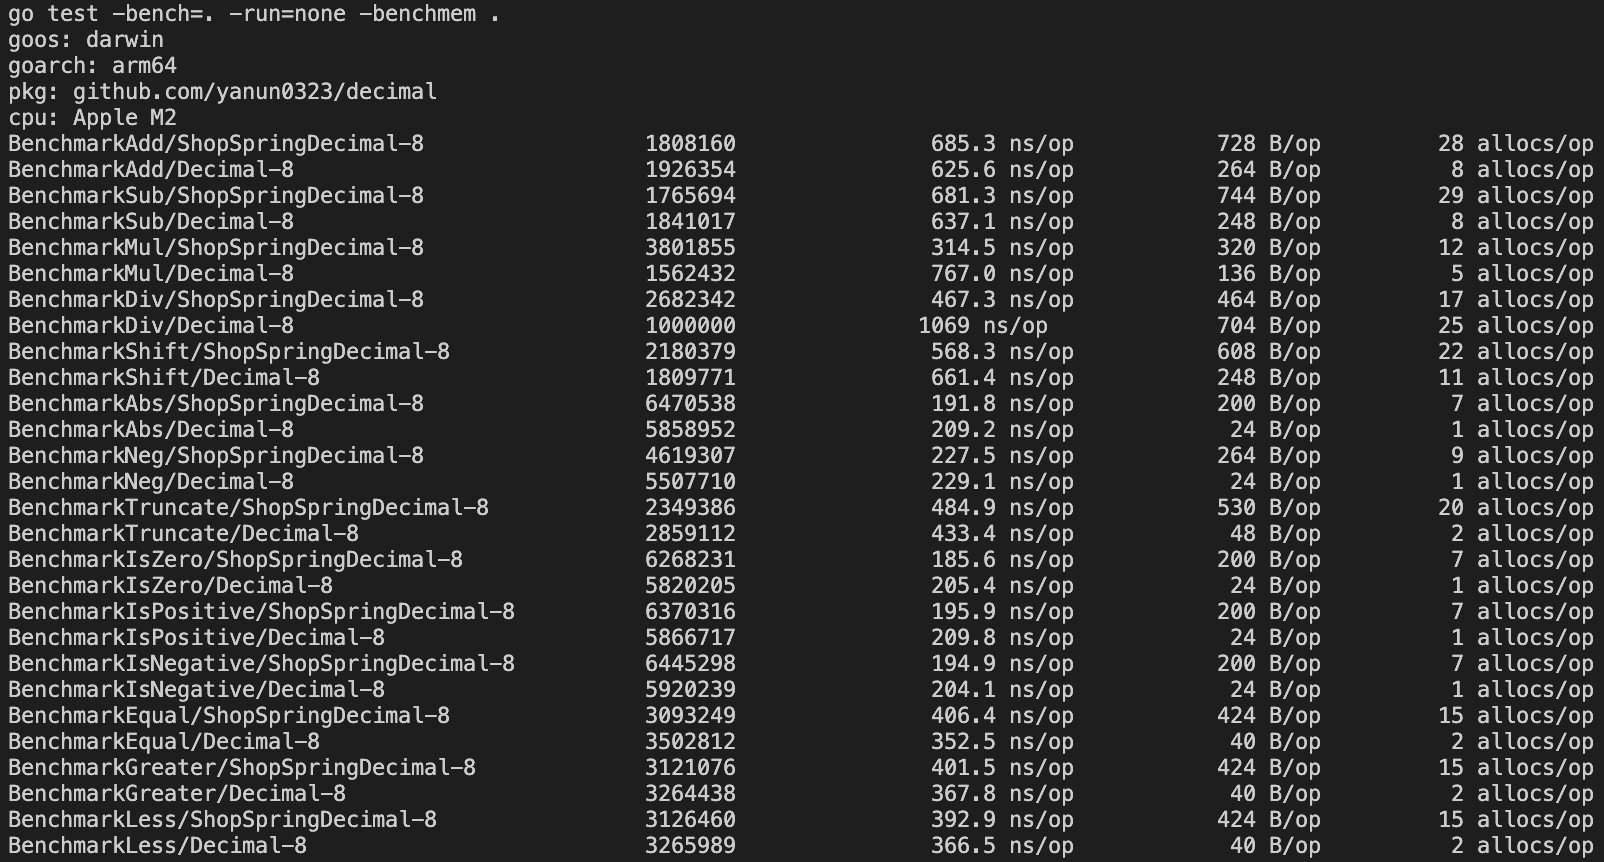 go test -bench=. -run=none -benchmem .
goos: darwin
goarch: arm64
pkg: github.com/yanun0323/decimal
cpu: Apple M2
BenchmarkAdd/ShopSpringDecimal-8 1808160 685.3 ns/op 728 B/op 28 allocs/op
BenchmarkAdd/Decimal-8 1926354 625.6 ns/op 264 B/op 8 allocs/op
BenchmarkSub/ShopSpringDecimal-8 1765694 681.3 ns/op 744 B/op 29 allocs/op
BenchmarkSub/Decimal-8 1841017 637.1 ns/op 248 B/op 8 allocs/op
BenchmarkMul/ShopSpringDecimal-8 3801855 314.5 ns/op 320 B/op 12 allocs/op
BenchmarkMul/Decimal-8 1562432 767.0 ns/op 136 B/op 5 allocs/op
BenchmarkDiv/ShopSpringDecimal-8 2682342 467.3 ns/op 464 B/op 17 allocs/op
BenchmarkDiv/Decimal-8 1000000 1069 ns/op 704 B/op 25 allocs/op
BenchmarkShift/ShopSpringDecimal-8 2180379 568.3 ns/op 608 B/op 22 allocs/op
BenchmarkShift/Decimal-8 1809771 661.4 ns/op 248 B/op 11 allocs/op
BenchmarkAbs/ShopSpringDecimal-8 6470538 191.8 ns/op 200 B/op 7 allocs/op
BenchmarkAbs/Decimal-8 5858952 209.2 ns/op 24 B/op 1 allocs/op
BenchmarkNeg/ShopSpringDecimal-8 4619307 227.5 ns/op 264 B/op 9 allocs/op
BenchmarkNeg/Decimal-8 5507710 229.1 ns/op 24 B/op 1 allocs/op
BenchmarkTruncate/ShopSpringDecimal-8 2349386 484.9 ns/op 530 B/op 20 allocs/op
BenchmarkTruncate/Decimal-8 2859112 433.4 ns/op 48 B/op 2 allocs/op
BenchmarkIsZero/ShopSpringDecimal-8 6268231 185.6 ns/op 200 B/op 7 allocs/op
BenchmarkIsZero/Decimal-8 5820205 205.4 ns/op 24 B/op 1 allocs/op
BenchmarkIsPositive/ShopSpringDecimal-8 6370316 195.9 ns/op 200 B/op 7 allocs/op
BenchmarkIsPositive/Decimal-8 5866717 209.8 ns/op 24 B/op 1 allocs/op
BenchmarkIsNegative/ShopSpringDecimal-8 6445298 194.9 ns/op 200 B/op 7 allocs/op
BenchmarkIsNegative/Decimal-8 5920239 204.1 ns/op 24 B/op 1 allocs/op
BenchmarkEqual/ShopSpringDecimal-8 3093249 406.4 ns/op 424 B/op 15 allocs/op
BenchmarkEqual/Decimal-8 3502812 352.5 ns/op 40 B/op 2 allocs/op
BenchmarkGreater/ShopSpringDecimal-8 3121076 401.5 ns/op 424 B/op 15 allocs/op
BenchmarkGreater/Decimal-8 3264438 367.8 ns/op 40 B/op 2 allocs/op
BenchmarkLess/ShopSpringDecimal-8 3126460 392.9 ns/op 424 B/op 15 allocs/op
BenchmarkLess/Decimal-8 3265989 366.5 ns/op 40 B/op 2 allocs/op